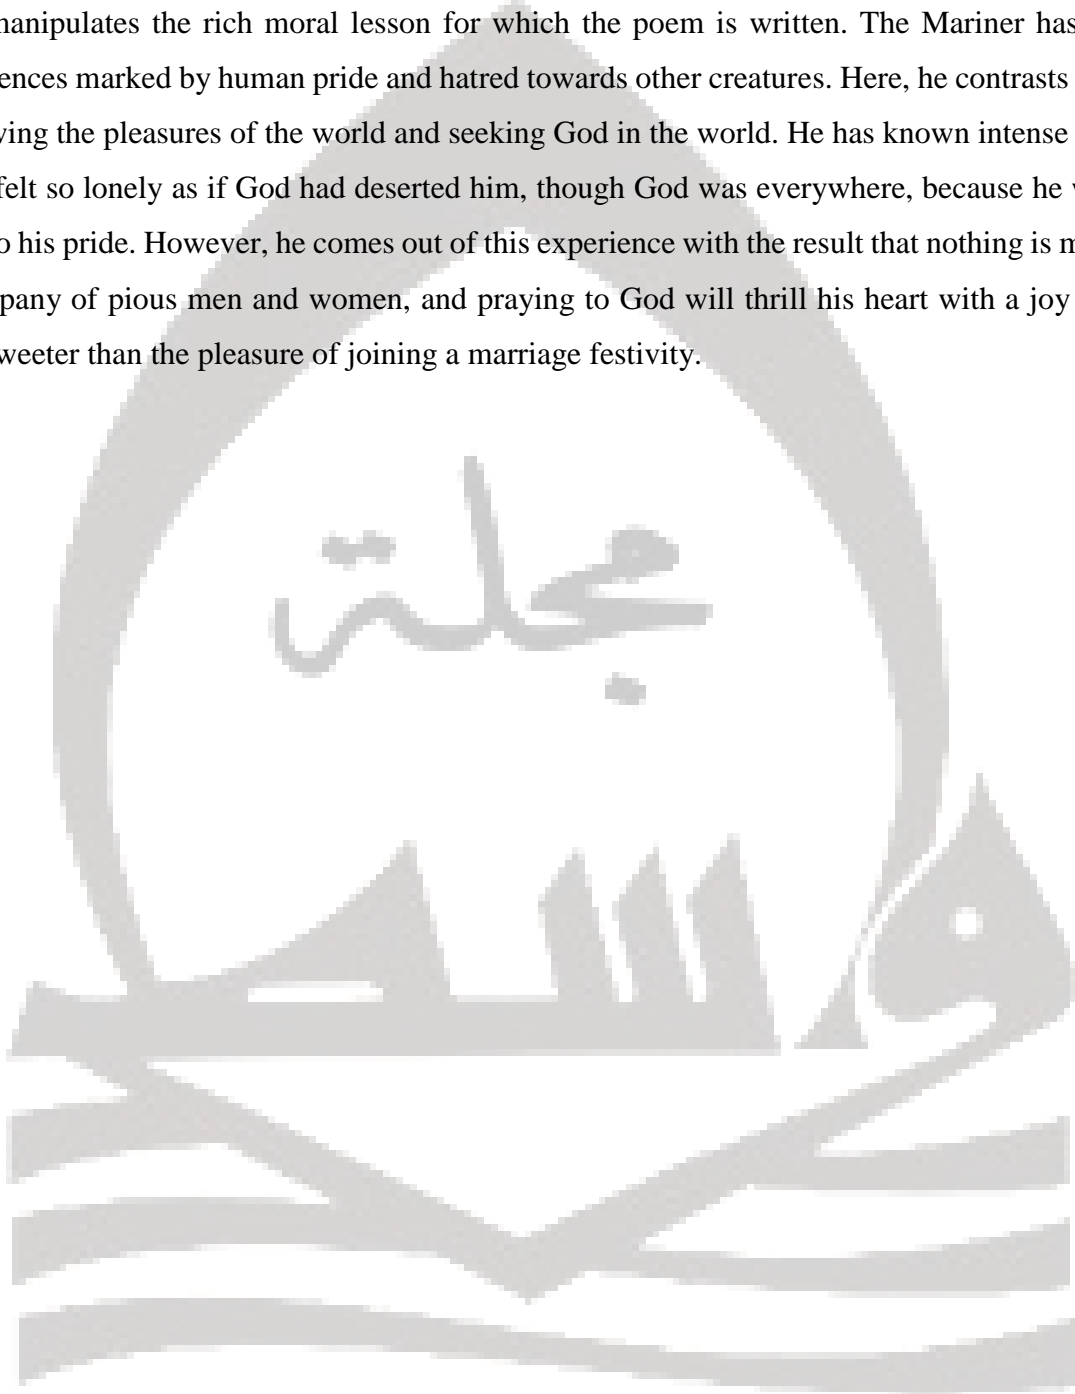 manipulates the rich moral lesson for which the poem is written. The Mariner has
ences marked by human pride and hatred towards other creatures. Here, he contrasts
ying the pleasures of the world and seeking God in the world. He has known intense
felt so lonely as if God had deserted him, though God was everywhere, because he
o his pride. However, he comes out of this experience with the result that nothing is
pany of pious men and women, and praying to God will thrill his heart with a joy
weeter than the pleasure of joining a marriage festivity.
مجلة
واسط